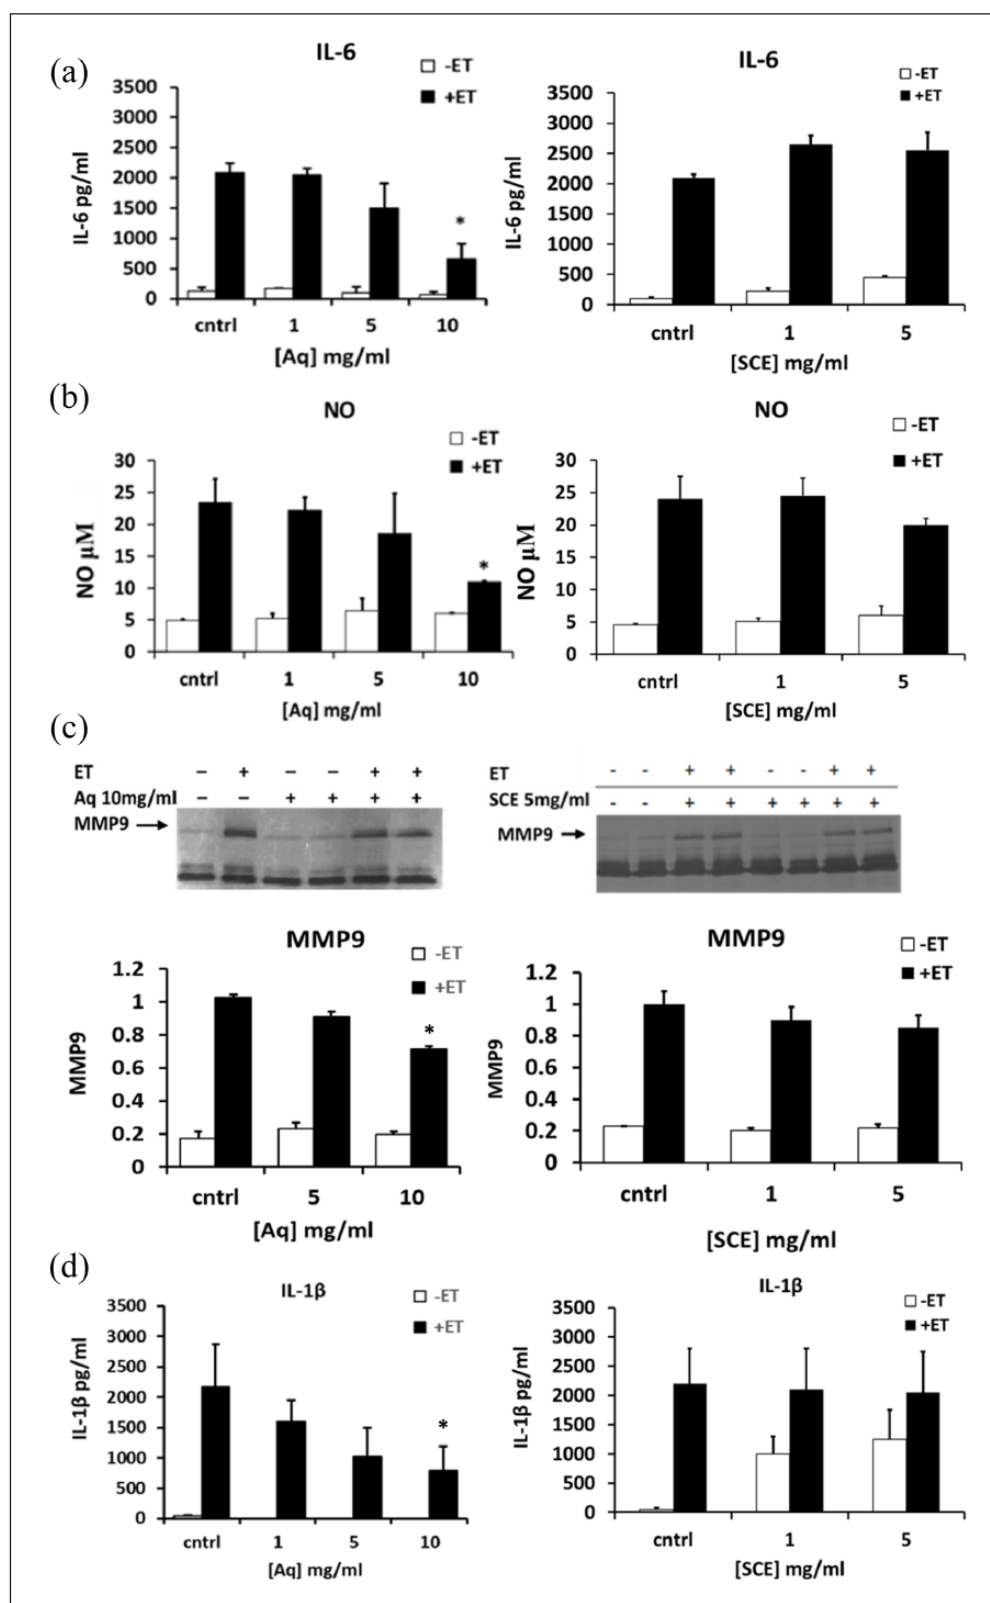 (a)
IL-6
-ET
+ET
3500
3000
2500
2000
1500
1000
500
0
IL-6 pg/ml
*
cntrl 1 5 10
[Aq] mg/ml
IL-6
-ET
+ET
3500
3000
2500
2000
1500
1000
500
0
IL-6 pg/ml
cntrl 1 5
[SCE] mg/ml
(b)
NO
-ET
+ET
30
25
20
15
10
5
0
NO μM
*
cntrl 1 5 10
[Aq] mg/ml
NO
-ET
+ET
30
25
20
15
10
5
0
NO μM
cntrl 1 5
[SCE] mg/ml
(c)
ET – + – – + +
Aq 10mg/ml – – + + + +
MMP9
ET - - + + - - + +
SCE 5mg/ml - - + + + + + +
MMP9
MMP9
-ET
+ET
1.2
1
0.8
0.6
0.4
0.2
0
MMP9
*
cntrl 5 10
[Aq] mg/ml
MMP9
-ET
+ET
1.2
1
0.8
0.6
0.4
0.2
0
MMP9
cntrl 1 5
[SCE] mg/ml
(d)
IL-1β
-ET
+ET
3500
3000
2500
2000
1500
1000
500
0
IL-1β pg/ml
*
cntrl 1 5 10
[Aq] mg/ml
IL-1β
-ET
+ET
3500
3000
2500
2000
1500
1000
500
0
IL-1β pg/ml
cntrl 1 5
[SCE] mg/ml